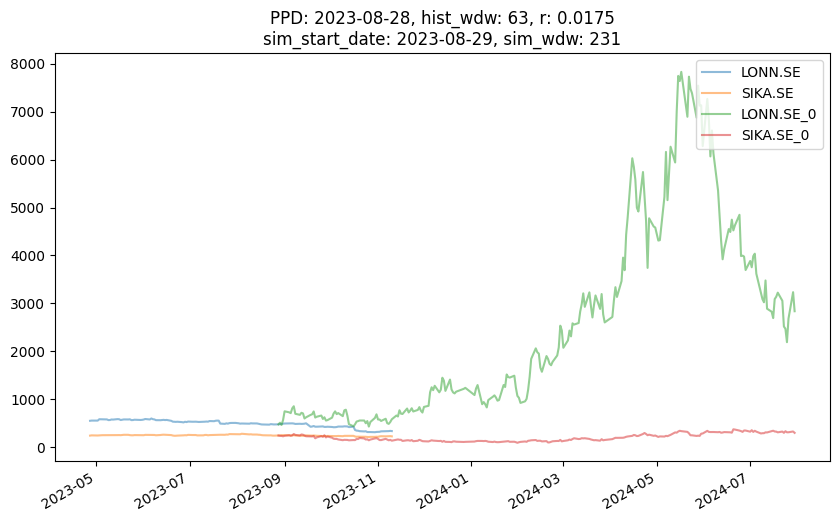 PPD: 2023-08-28, hist_wdw: 63, r: 0.0175
sim_start_date: 2023-08-29, sim_wdw: 231
LONN.SE
SIKA.SE
LONN.SE_0
SIKA.SE_0
8000
7000
6000
5000
4000
3000
2000
1000
0
2023-05
2023-07
2023-09
2023-11
2024-01
2024-03
2024-05
2024-07